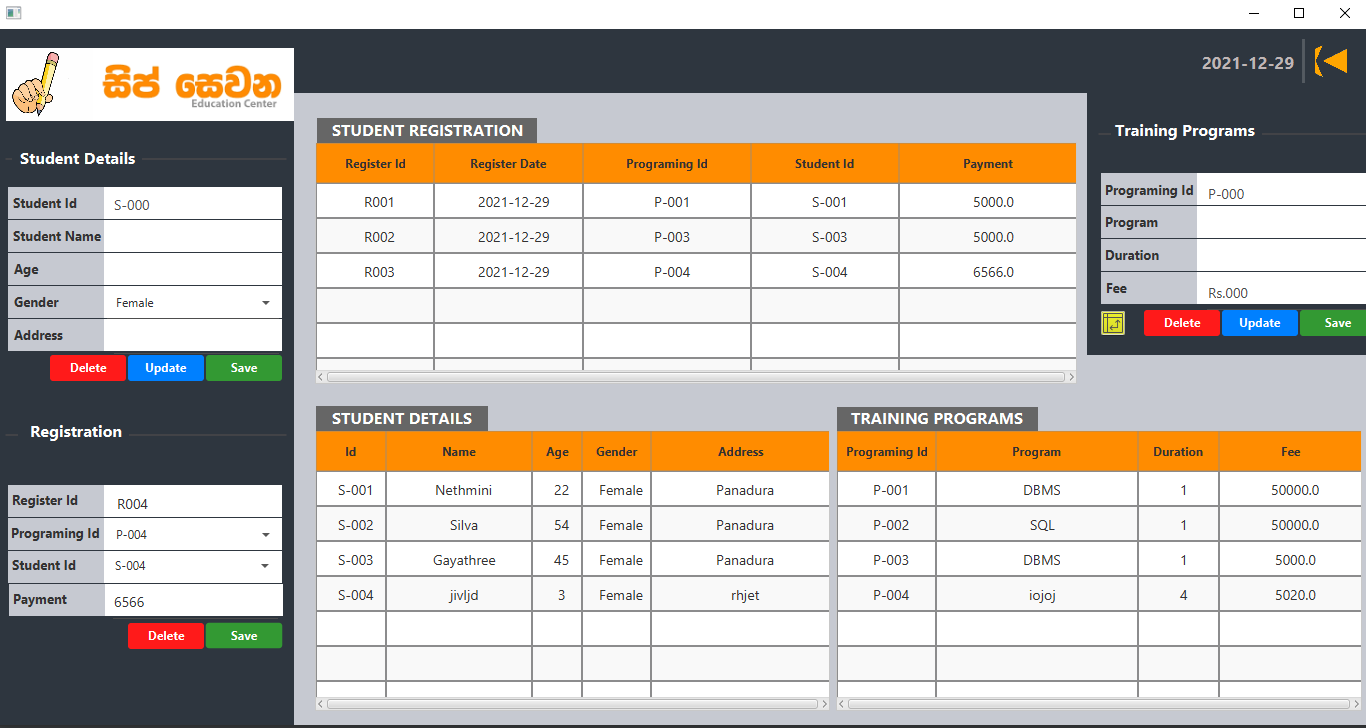 2021-12-29
සිප් සෙවන
Education Center
Student Details
Student Id S-000
Student Name
Age
Gender Female
Address
Delete Update Save
Registration
Register Id R004
Programing Id P-004
Student Id S-004
Payment 6566
Delete Save
STUDENT REGISTRATION
Register Id Register Date Programing Id Student Id Payment
R001 2021-12-29 P-001 S-001 5000.0
R002 2021-12-29 P-003 S-003 5000.0
R003 2021-12-29 P-004 S-004 6566.0
Training Programs
Programing Id P-000
Program
Duration
Fee Rs.000
Delete Update Save
STUDENT DETAILS
Id Name Age Gender Address
S-001 Nethmini 22 Female Panadura
S-002 Silva 54 Female Panadura
S-003 Gayathree 45 Female Panadura
S-004 jivljd 3 Female rhjet
TRAINING PROGRAMS
Programing Id Program Duration Fee
P-001 DBMS 1 50000.0
P-002 SQL 1 50000.0
P-003 DBMS 1 5000.0
P-004 iojoj 4 5020.0